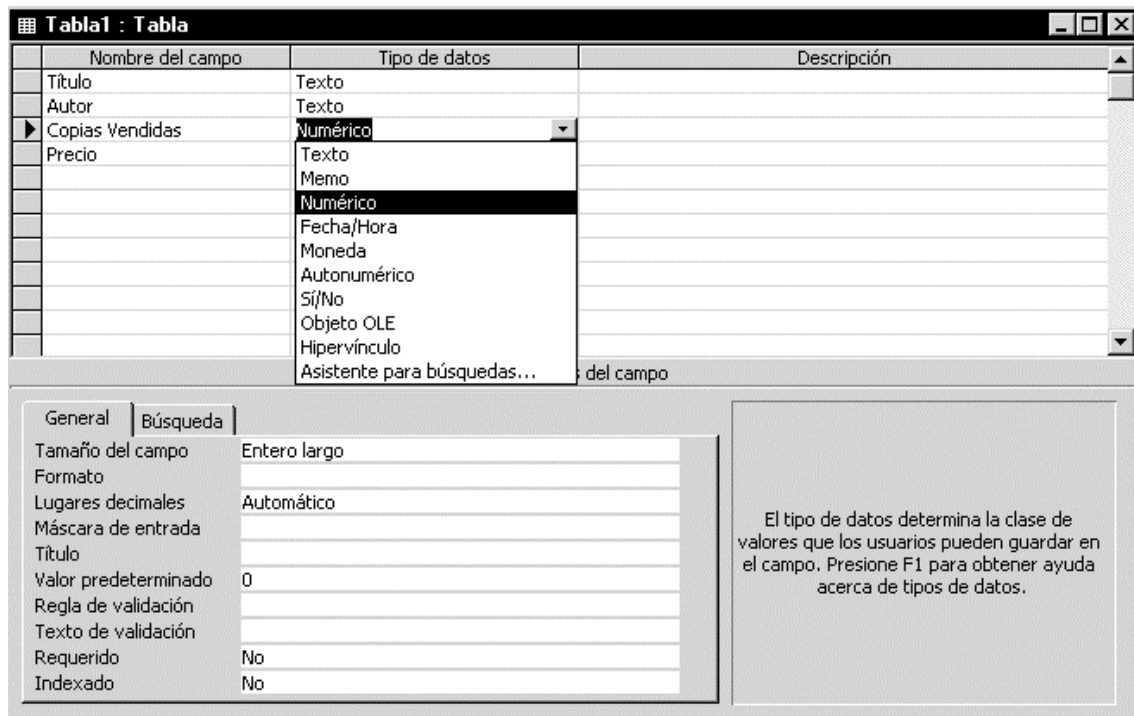 Tabla1 : Tabla
Nombre del campo Tipo de datos Descripción
Título Texto
Autor Texto
Copias Vendidas Numérico
Precio Texto
Memo
Numérico
Fecha/Hora
Moneda
Autonumérico
Sí/No
Objeto OLE
Hipervínculo
Asistente para búsquedas...
del campo
General Búsqueda
Tamaño del campo Entero largo
Formato
Lugares decimales Automático
Máscara de entrada
Título
Valor predeterminado 0
Regla de validación
Texto de validación
Requerido No
Indexado No
El tipo de datos determina la clase de
valores que los usuarios pueden guardar en
el campo. Presione F1 para obtener ayuda
acerca de tipos de datos.